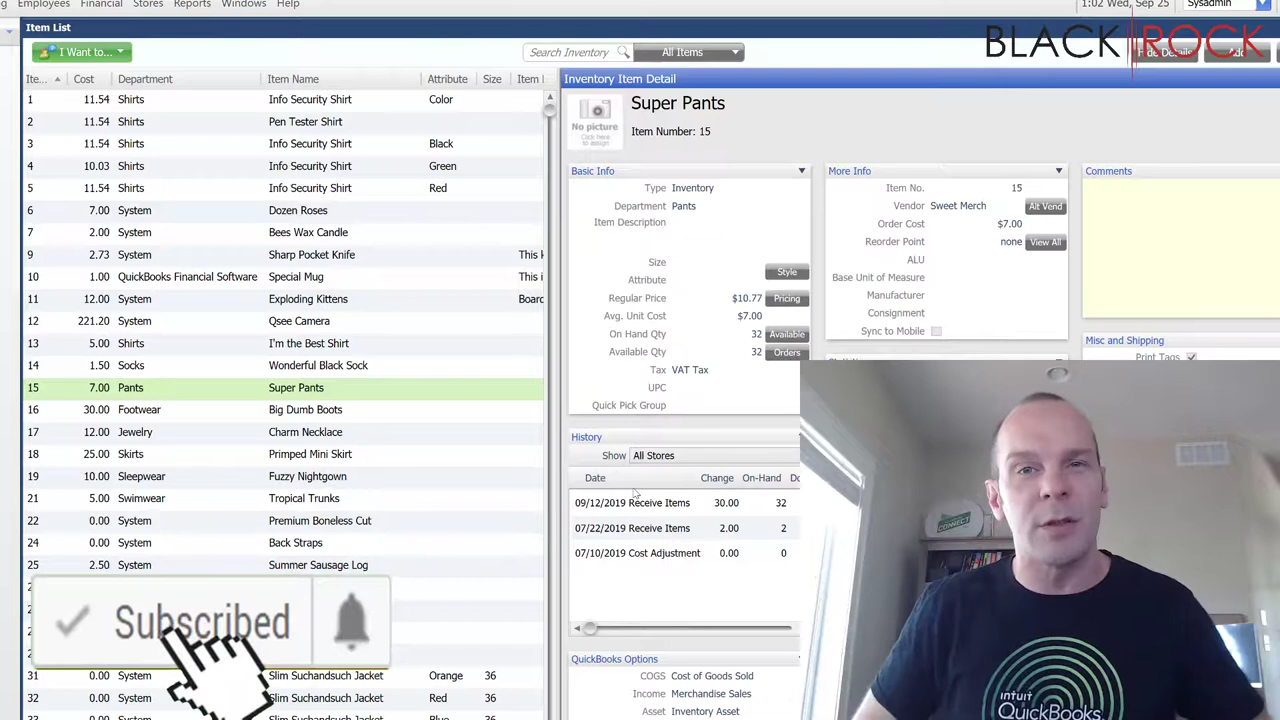 Employees Financial Stores Reports Windows Help 1:02 Wed, Sep 25 Sysadmin
Item List
BLACK ROCK
I Want to... Search Inventory All Items Hide Details Add
Ite... Cost Department Item Name Attribute Size Item
1 11.54 Shirts Info Security Shirt Color
2 11.54 Shirts Pen Tester Shirt
3 11.54 Shirts Info Security Shirt Black
4 10.03 Shirts Info Security Shirt Green
5 11.54 Shirts Info Security Shirt Red
6 7.00 System Dozen Roses
7 2.00 System Bees Wax Candle
9 2.73 System Sharp Pocket Knife This k
10 1.00 QuickBooks Financial Software Special Mug
11 12.00 System Exploding Kittens Board
12 221.20 System Qsee Camera
13 5.00 Shirts I'm the Best Shirt
14 1.50 Socks Wonderful Black Sock
15 7.00 Pants Super Pants
16 30.00 Footwear Big Dumb Boots
17 12.00 Jewelry Charm Necklace
18 25.00 Skirts Primped Mini Skirt
19 10.00 Sleepwear Fuzzy Nightgown
21 5.00 Swimwear Tropical Trunks
22 0.00 System Premium Boneless Cut
24 0.00 System Back Straps
25 2.50 System Summer Sausage Log
Subscribed
31 0.00 System Slim Suchandsuch Jacket Orange 36
32 0.00 System Slim Suchandsuch Jacket Red 36
Inventory Item Detail
No picture
Click here
to assign
Super Pants
Item Number: 15
Basic Info
Type Inventory
Department Pants
Item Description
Size Style
Attribute
Regular Price $10.77 Pricing
Avg. Unit Cost $7.00
On Hand Qty 32 Available
Available Qty 32 Orders
Tax VAT Tax
UPC
Quick Pick Group
More Info
Item No. 15
Vendor Sweet Merch Alt Vend
Order Cost $7.00
Reorder Point none View All
ALU
Base Unit of Measure
Manufacturer
Consignment
Sync to Mobile
Comments
Misc and Shipping
Print Tags
History
Show All Stores
Date Change On-Hand
09/12/2019 Receive Items 30.00 32
07/22/2019 Receive Items 2.00 2
07/10/2019 Cost Adjustment 0.00 0
QuickBooks Options
COGS Cost of Goods Sold
Income Merchandise Sales
Asset Inventory Asset
CONNECT
intuit
QuickBooks